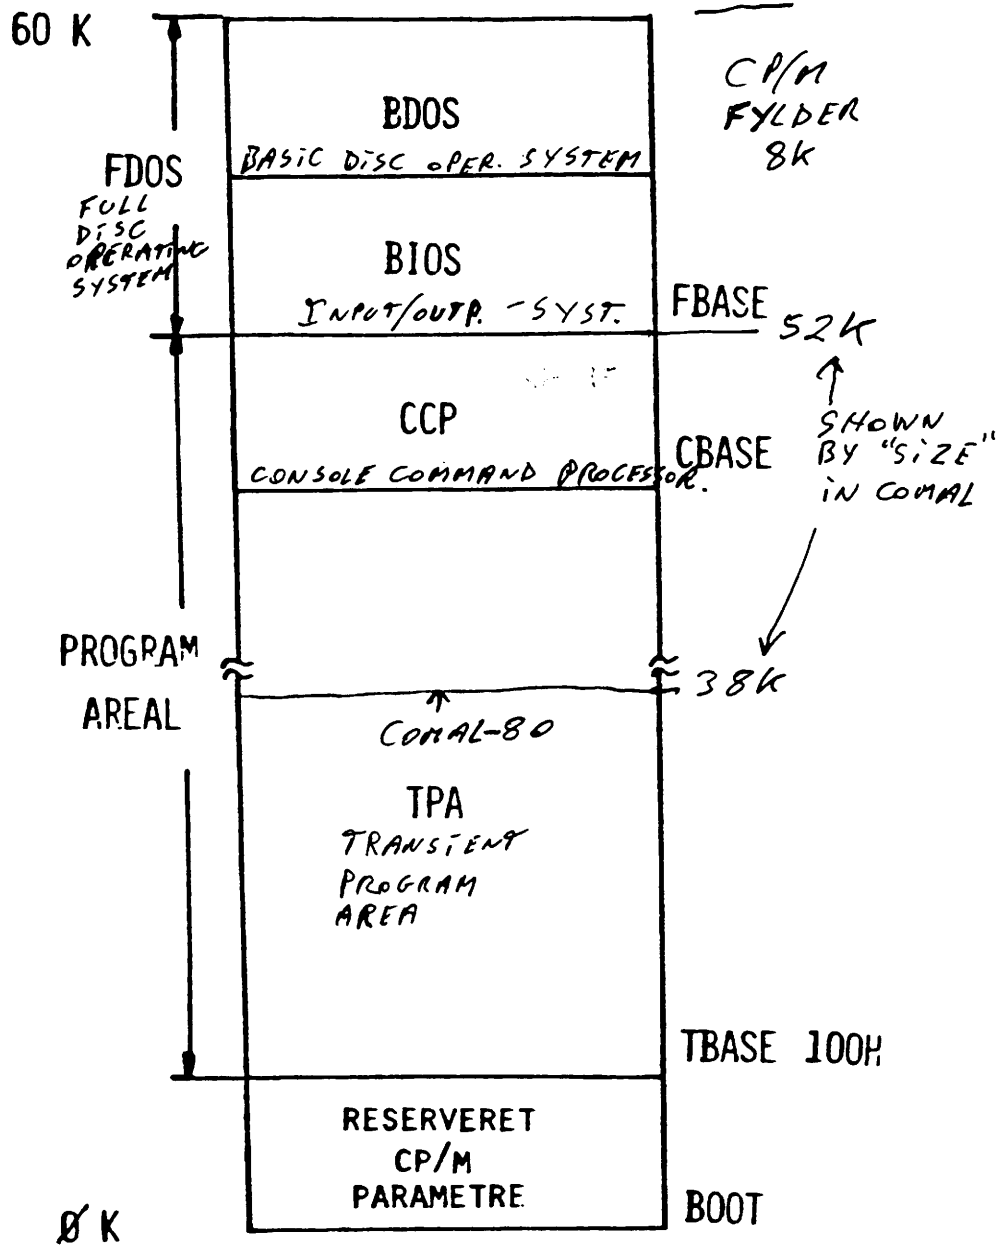 60 K
CP/M
FYLDER
8K
BDOS
BASIC DISC OPER. SYSTEM
FDOS
FULL
DISC
OPERATING
SYSTEM
BIOS
INPUT/OUTP. - SYST.
FBASE
52K
CCP
CONSOLE COMMAND PROCESSOR.
CBASE
SHOWN
BY "SIZE"
IN COMAL
PROGRAM
AREAL
38K
COMAL-80
TPA
TRANSIENT
PROGRAM
AREA
TBASE 100H
RESERVERET
CP/M
PARAMETRE
BOOT
Ø K